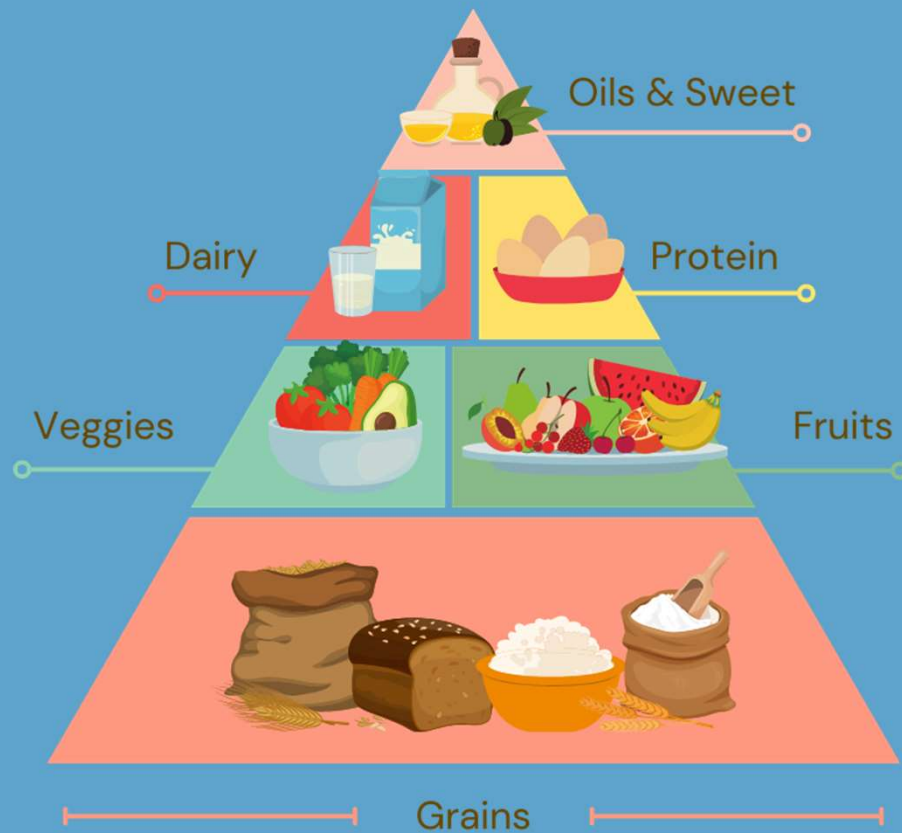 Oils & Sweet
Dairy
Protein
Veggies
Fruits
Grains